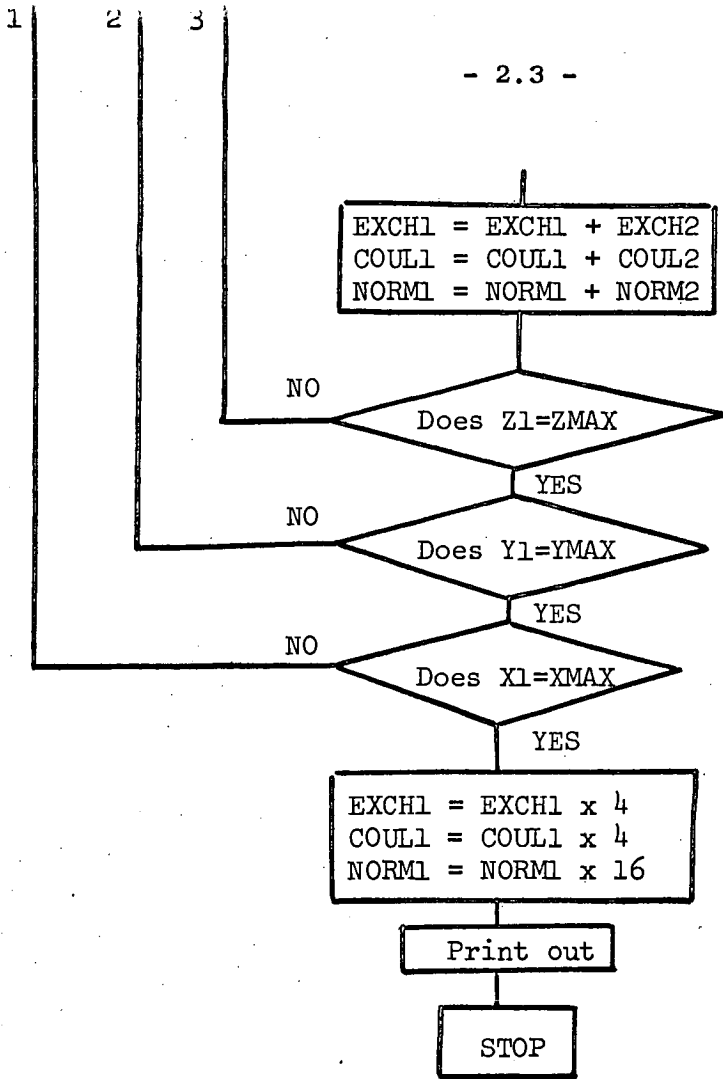 1 2 3
- 2.3 -
EXCH1 = EXCH1 + EXCH2
COUL1 = COUL1 + COUL2
NORM1 = NORM1 + NORM2
NO
Does Z1=ZMAX
YES
NO
Does Y1=YMAX
YES
NO
Does X1=XMAX
YES
EXCH1 = EXCH1 x 4
COUL1 = COUL1 x 4
NORM1 = NORM1 x 16
Print out
STOP